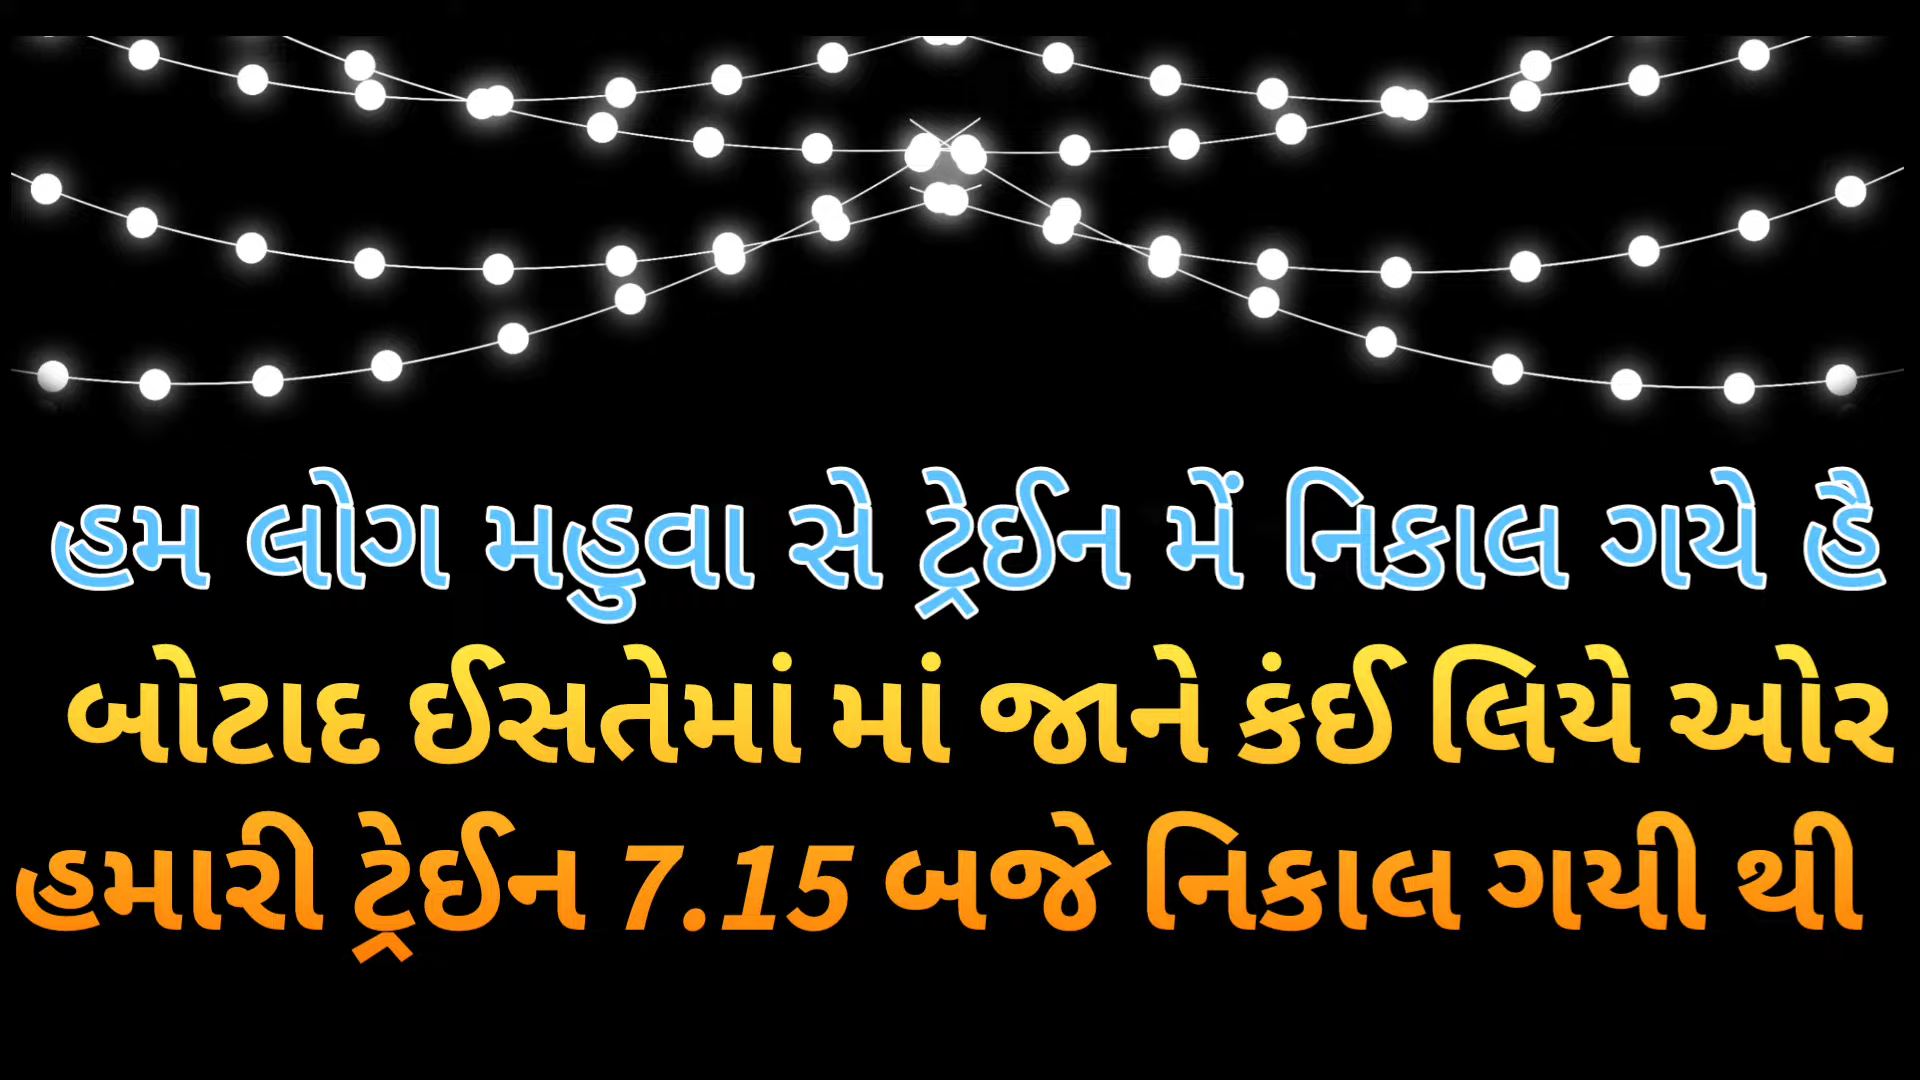 હમ લોગ મહુવા સે ટ્રેઈન મેં નિકાલ ગયે હૈ
બોટાદ ઈસતેમાં માં જાને કંઈ લિયે ઓર
હમારી ટ્રેઈન 7.15 બજે નિકાલ ગયી થી